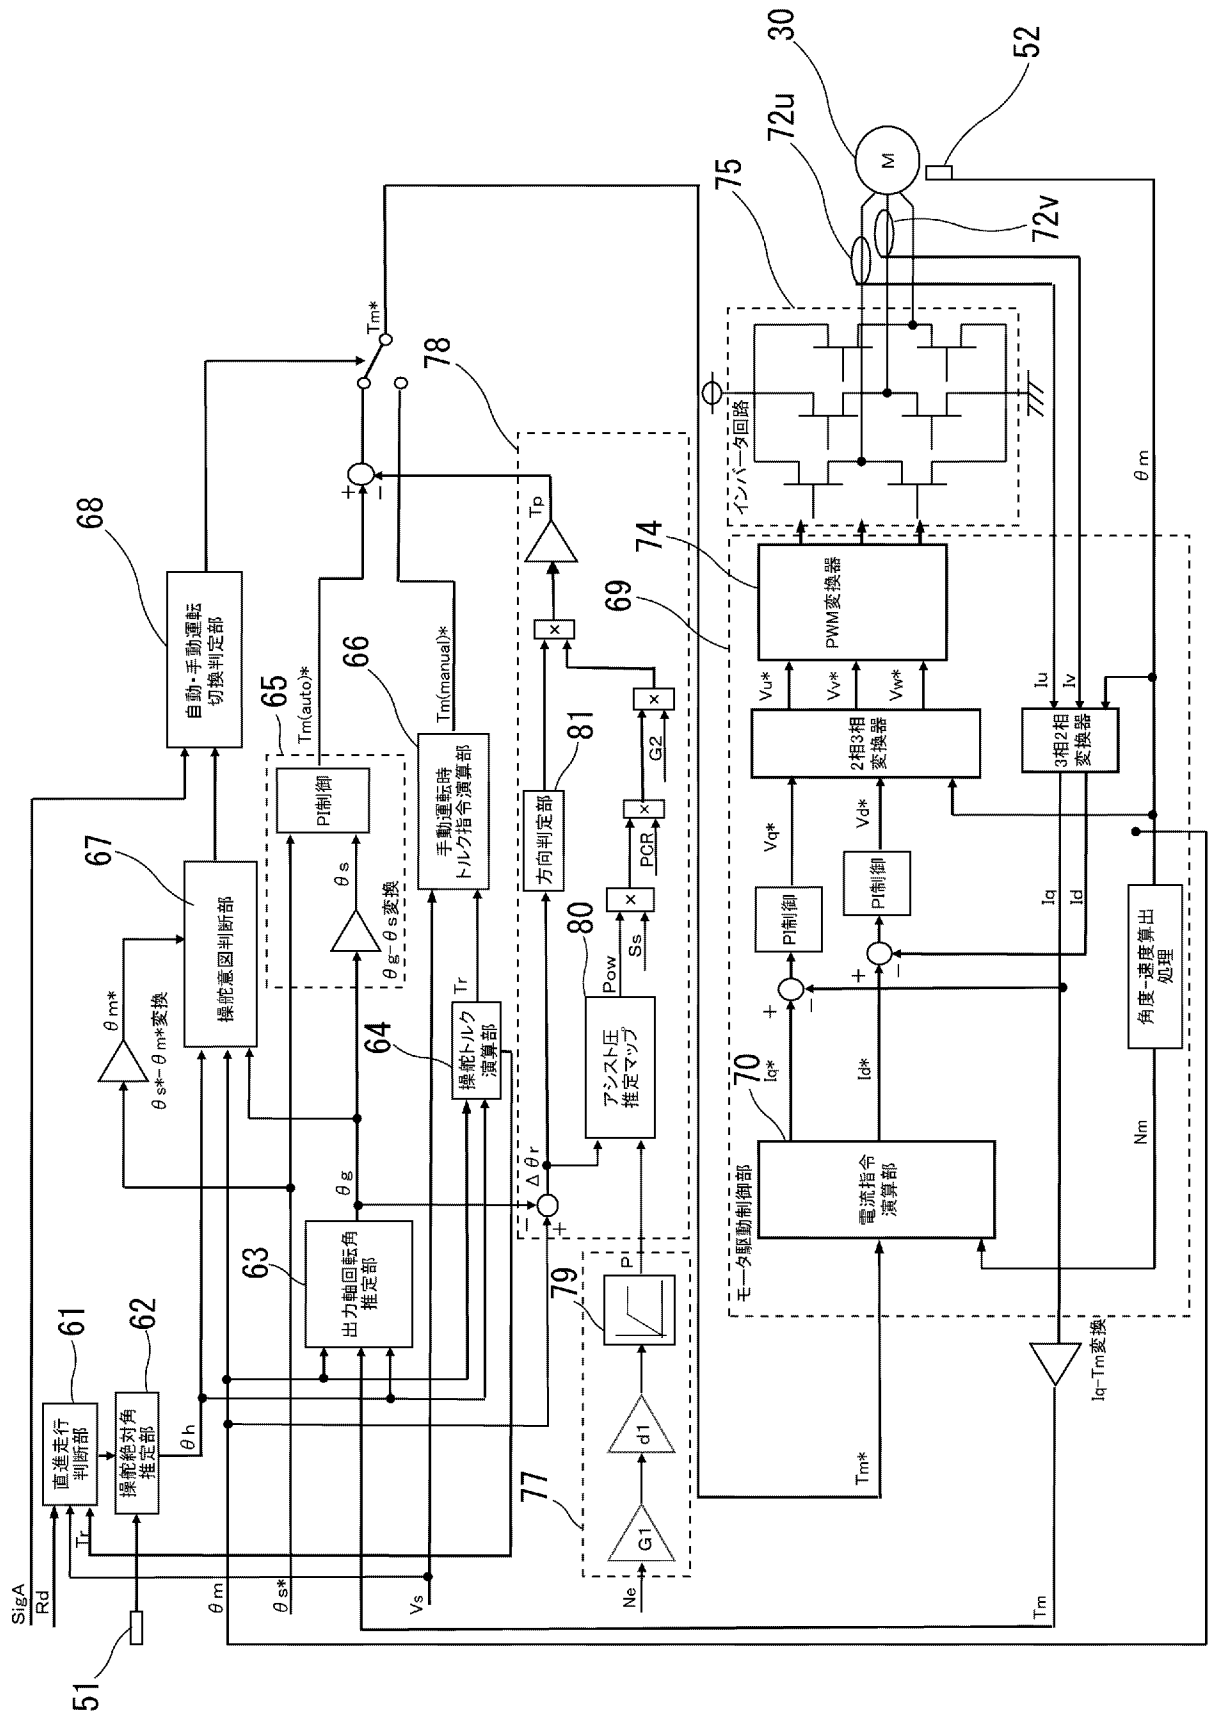 SigA
Rd
Tr
51
61
直進走行
判断部
62
操舵絶対角
推定部
θh
θm
θs*
Vs
63
出力軸回転角
推定部
θg
θm*
θs*-θm*変換
67
操舵意図判断部
68
自動・手動運転
切換判定部
65
PI制御
θs
θg-θs変換
Tm(auto)*
64
操舵トルク
演算部
Tr
66
手動運転時
トルク指令演算部
Tm(manual)*
+
−
Tm*
78
−
+
Δθr
81
方向判定部
×
Tp
80
アシスト圧
推定マップ
Pow
Ss
×
PCR
×
G2
×
77
Ne
G1
d1
79
P
69
モータ駆動制御部
Tm*
70
電流指令
演算部
Iq*
Id*
+
−
+
−
PI制御
PI制御
Vq*
Vd*
2相3相
変換器
Vu*
Vv*
Vw*
74
PWM変換器
75
インバータ回路
72u
72v
30
M
52
θm
Iu
Iv
3相2相
変換器
Iq
Id
角度-速度算出
処理
Nm
Iq-Tm変換
Tm